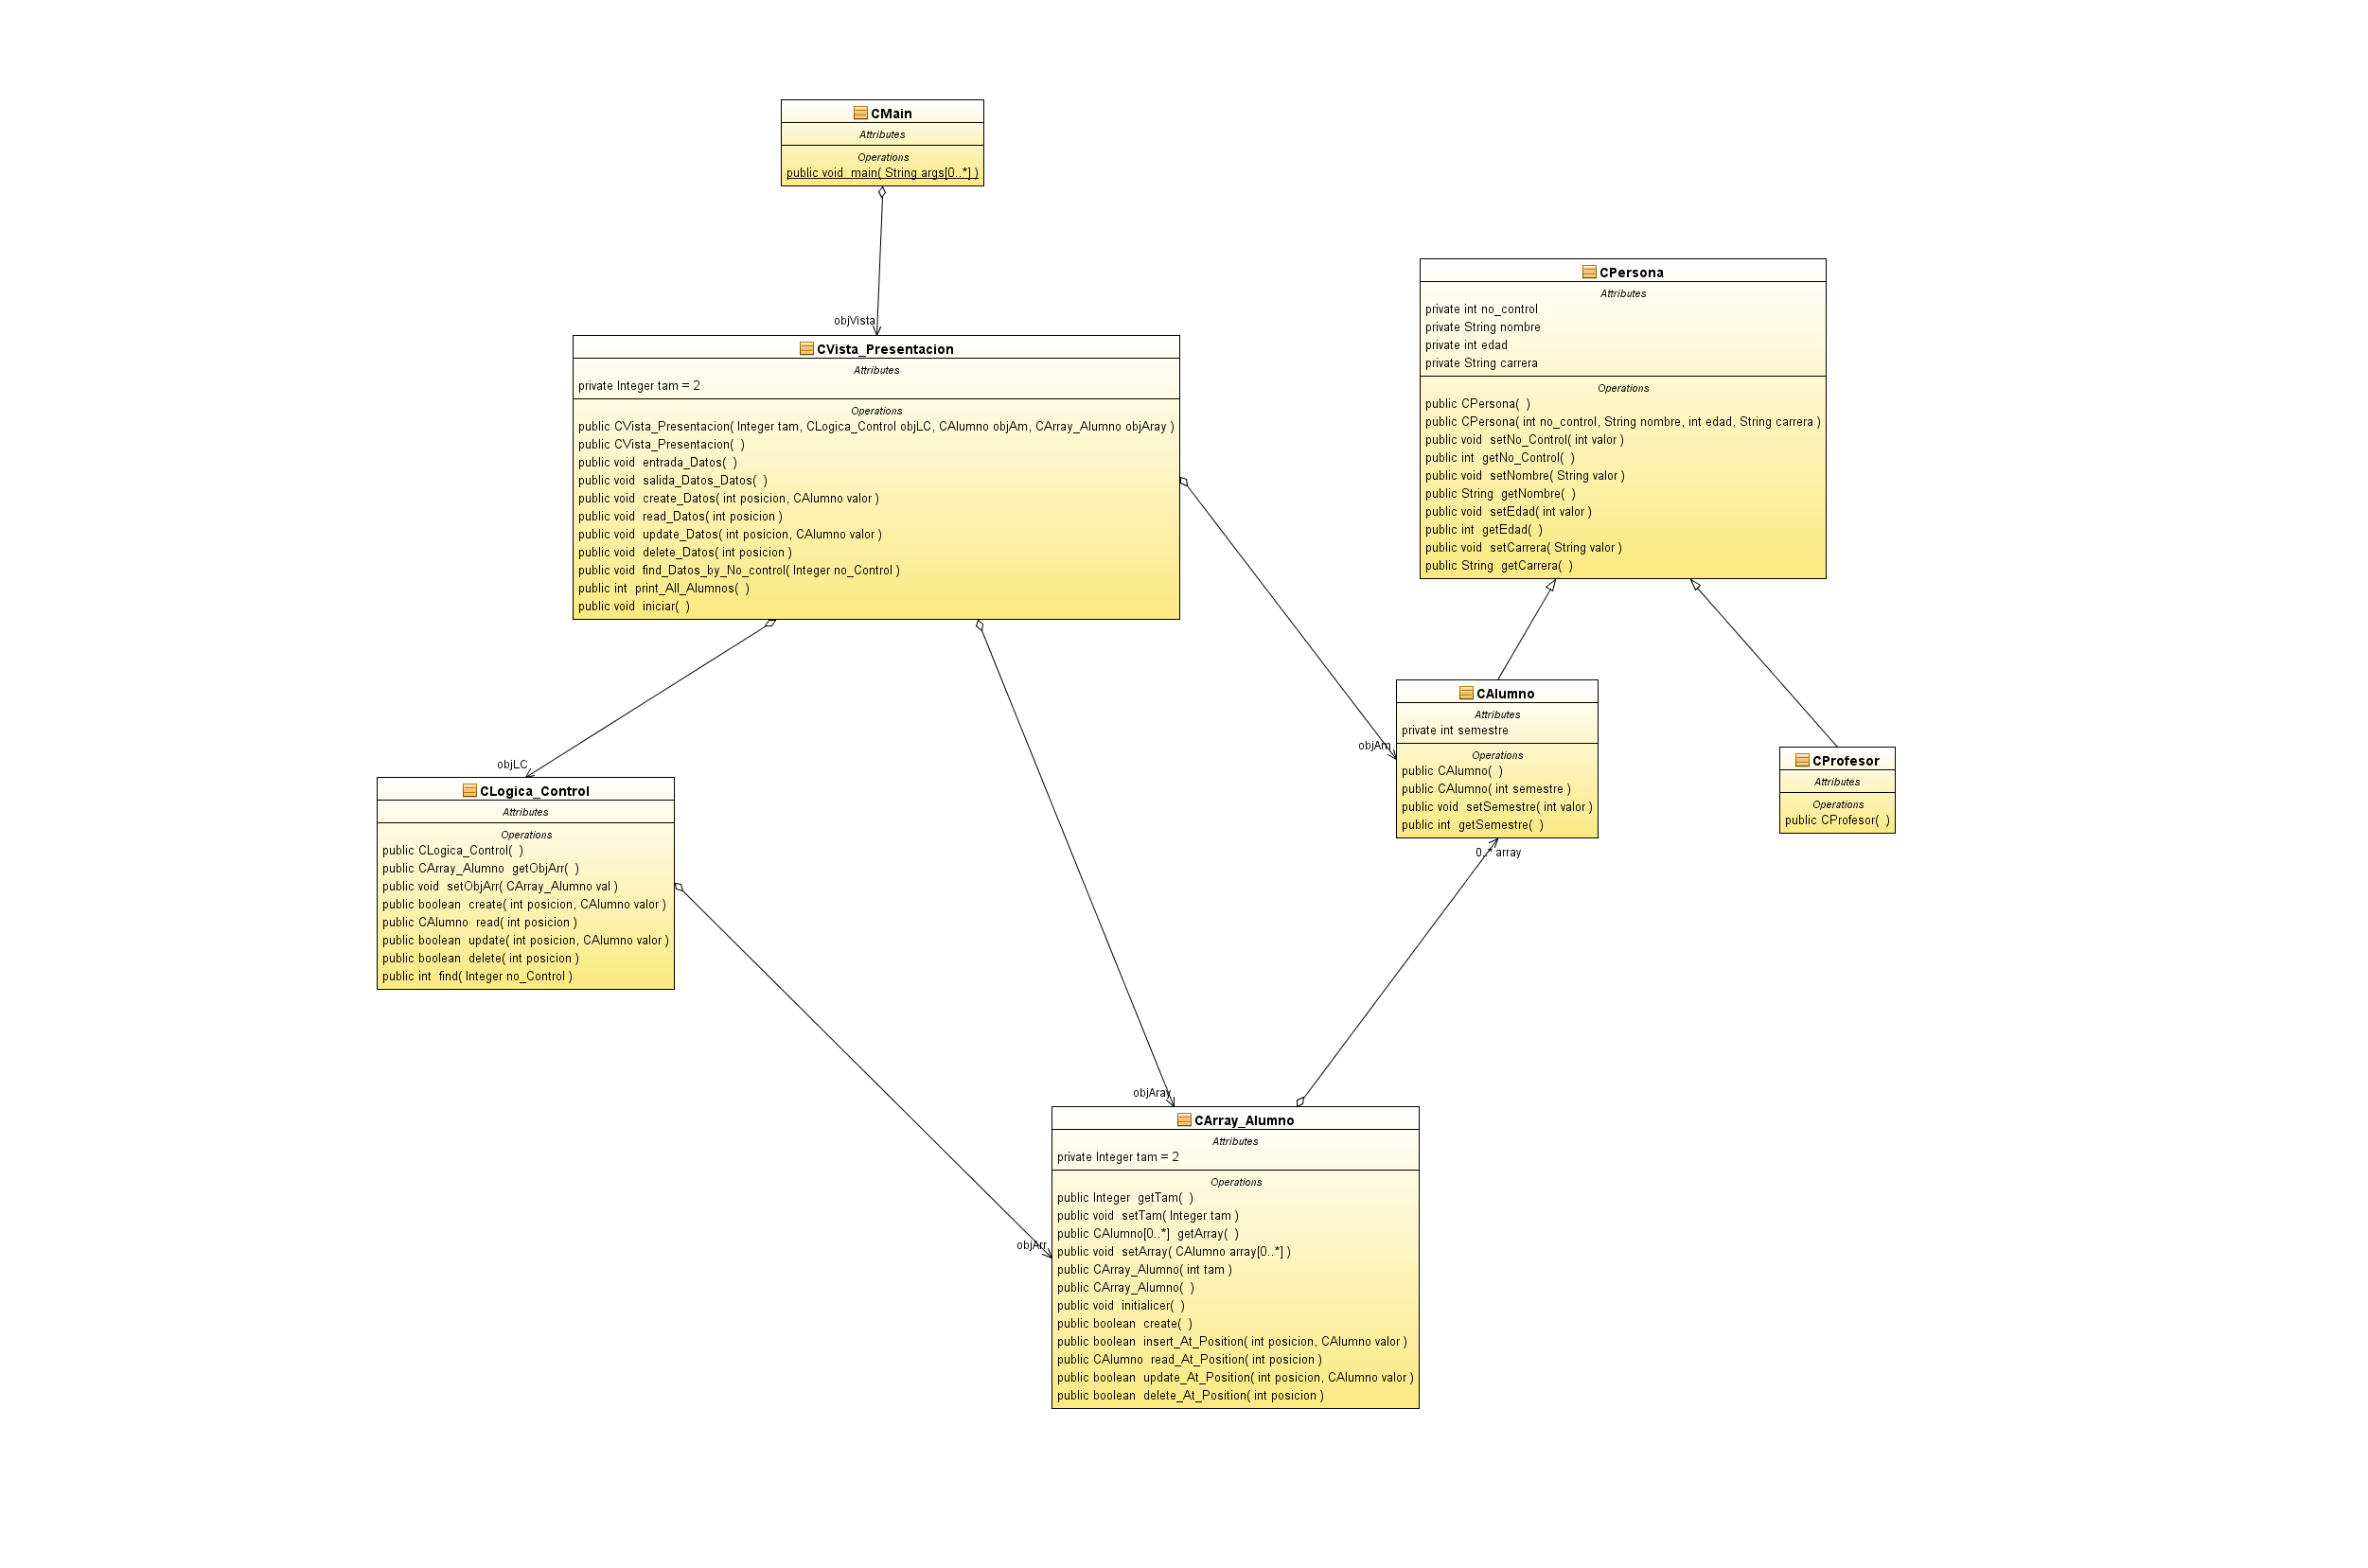 CMain
Attributes
Operations
public void  main( String args[0..*] )
objVista
CVista_Presentacion
Attributes
private Integer tam = 2
Operations
public CVista_Presentacion( Integer tam, CLogica_Control objLC, CAlumno objAm, CArray_Alumno objAray )
public CVista_Presentacion(  )
public void  entrada_Datos(  )
public void  salida_Datos_Datos(  )
public void  create_Datos( int posicion, CAlumno valor )
public void  read_Datos( int posicion )
public void  update_Datos( int posicion, CAlumno valor )
public void  delete_Datos( int posicion )
public void  find_Datos_by_No_control( Integer no_Control )
public int  print_All_Alumnos(  )
public void  iniciar(  )
CPersona
Attributes
private int no_control
private String nombre
private int edad
private String carrera
Operations
public CPersona(  )
public CPersona( int no_control, String nombre, int edad, String carrera )
public void  setNo_Control( int valor )
public int  getNo_Control(  )
public void  setNombre( String valor )
public String  getNombre(  )
public void  setEdad( int valor )
public int  getEdad(  )
public void  setCarrera( String valor )
public String  getCarrera(  )
objAm
CAlumno
Attributes
private int semestre
Operations
public CAlumno(  )
public CAlumno( int semestre )
public void  setSemestre( int valor )
public int  getSemestre(  )
0..* array
CProfesor
Attributes
Operations
public CProfesor(  )
objLC
CLogica_Control
Attributes
Operations
public CLogica_Control(  )
public CArray_Alumno  getObjArr(  )
public void  setObjArr( CArray_Alumno val )
public boolean  create( int posicion, CAlumno valor )
public CAlumno  read( int posicion )
public boolean  update( int posicion, CAlumno valor )
public boolean  delete( int posicion )
public int  find( Integer no_Control )
objAray
objArr
CArray_Alumno
Attributes
private Integer tam = 2
Operations
public Integer  getTam(  )
public void  setTam( Integer tam )
public CAlumno[0..*]  getArray(  )
public void  setArray( CAlumno array[0..*] )
public CArray_Alumno( int tam )
public CArray_Alumno(  )
public void  initialicer(  )
public boolean  create(  )
public boolean  insert_At_Position( int posicion, CAlumno valor )
public CAlumno  read_At_Position( int posicion )
public boolean  update_At_Position( int posicion, CAlumno valor )
public boolean  delete_At_Position( int posicion )